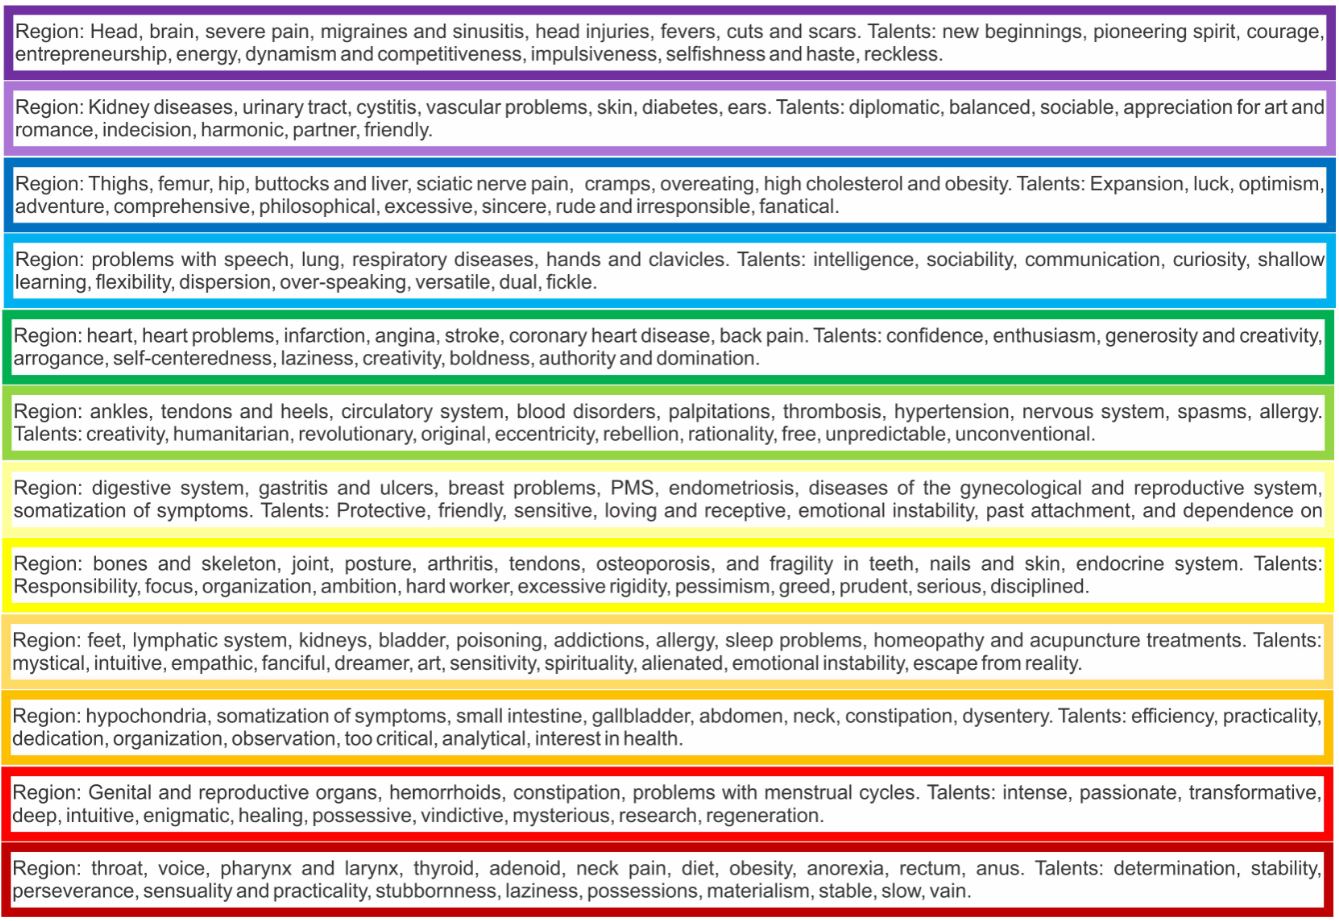 Region: Head, brain, severe pain, migraines and sinusitis, head injuries, fevers, cuts and scars. Talents: new beginnings, pioneering spirit, courage,
entrepreneurship, energy, dynamism and competitiveness, impulsiveness, selfishness and haste, reckless.
Region: Kidney diseases, urinary tract, cystitis, vascular problems, skin, diabetes, ears. Talents: diplomatic, balanced, sociable, appreciation for art and
romance, indecision, harmonic, partner, friendly.
Region: Thighs, femur, hip, buttocks and liver, sciatic nerve pain, cramps, overeating, high cholesterol and obesity. Talents: Expansion, luck, optimism,
adventure, comprehensive, philosophical, excessive, sincere, rude and irresponsible, fanatical.
Region: problems with speech, lung, respiratory diseases, hands and clavicles. Talents: intelligence, sociability, communication, curiosity, shallow
learning, flexibility, dispersion, over-speaking, versatile, dual, fickle.
Region: heart, heart problems, infarction, angina, stroke, coronary heart disease, back pain. Talents: confidence, enthusiasm, generosity and creativity,
arrogance, self-centeredness, laziness, creativity, boldness, authority and domination.
Region: ankles, tendons and heels, circulatory system, blood disorders, palpitations, thrombosis, hypertension, nervous system, spasms, allergy.
Talents: creativity, humanitarian, revolutionary, original, eccentricity, rebellion, rationality, free, unpredictable, unconventional.
Region: digestive system, gastritis and ulcers, breast problems, PMS, endometriosis, diseases of the gynecological and reproductive system,
somatization of symptoms. Talents: Protective, friendly, sensitive, loving and receptive, emotional instability, past attachment, and dependence on
Region: bones and skeleton, joint, posture, arthritis, tendons, osteoporosis, and fragility in teeth, nails and skin, endocrine system. Talents:
Responsibility, focus, organization, ambition, hard worker, excessive rigidity, pessimism, greed, prudent, serious, disciplined.
Region: feet, lymphatic system, kidneys, bladder, poisoning, addictions, allergy, sleep problems, homeopathy and acupuncture treatments. Talents:
mystical, intuitive, empathic, fanciful, dreamer, art, sensitivity, spirituality, alienated, emotional instability, escape from reality.
Region: hypochondria, somatization of symptoms, small intestine, gallbladder, abdomen, neck, constipation, dysentery. Talents: efficiency, practicality,
dedication, organization, observation, too critical, analytical, interest in health.
Region: Genital and reproductive organs, hemorrhoids, constipation, problems with menstrual cycles. Talents: intense, passionate, transformative,
deep, intuitive, enigmatic, healing, possessive, vindictive, mysterious, research, regeneration.
Region: throat, voice, pharynx and larynx, thyroid, adenoid, neck pain, diet, obesity, anorexia, rectum, anus. Talents: determination, stability,
perseverance, sensuality and practicality, stubbornness, laziness, possessions, materialism, stable, slow, vain.